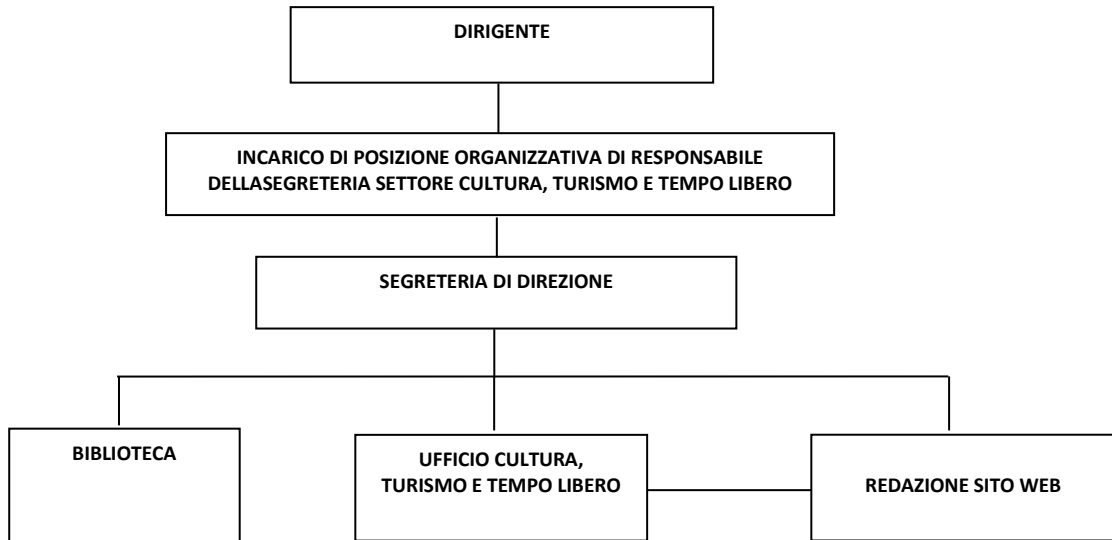 DIRIGENTE
INCARICO DI POSIZIONE ORGANIZZATIVA DI RESPONSABILE
DELLASEGRETERIA SETTORE CULTURA, TURISMO E TEMPO LIBERO
SEGRETERIA DI DIREZIONE
BIBLIOTECA
UFFICIO CULTURA,
TURISMO E TEMPO LIBERO
REDAZIONE SITO WEB